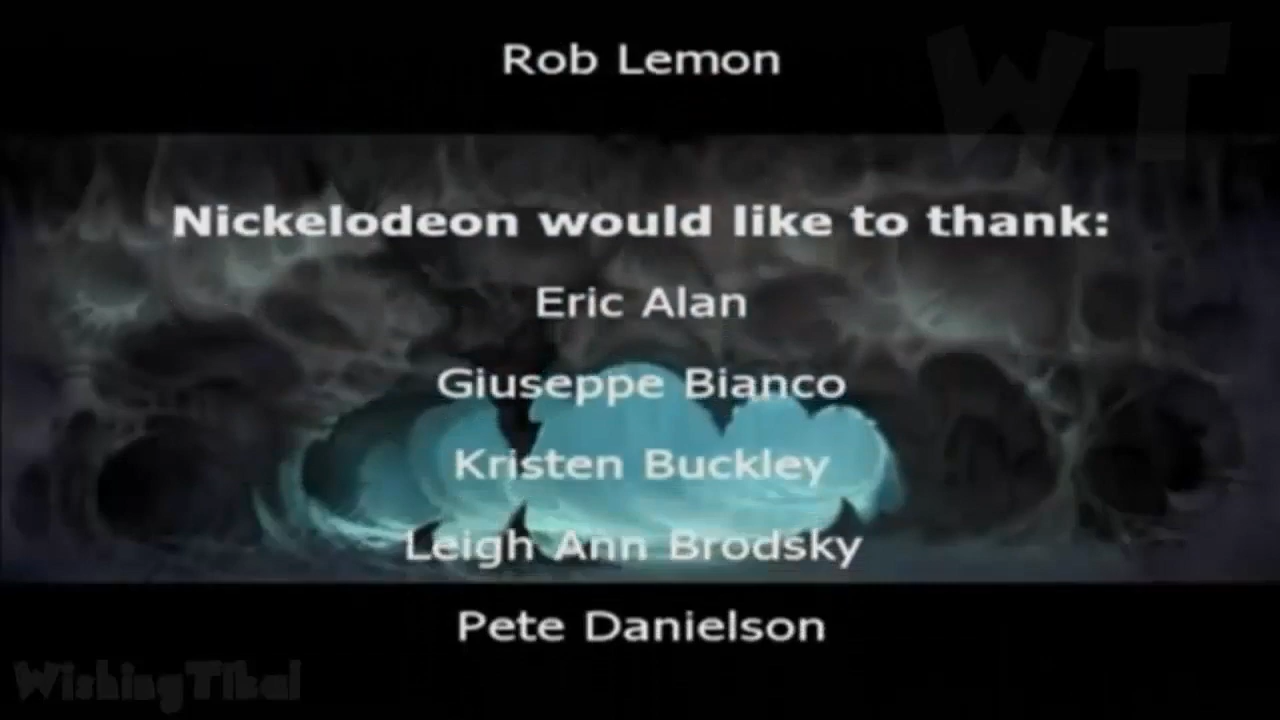 WT
Rob Lemon
Nickelodeon would like to thank:
Eric Alan
Giuseppe Bianco
Kristen Buckley
Leigh Ann Brodsky
Pete Danielson
WishingTikal